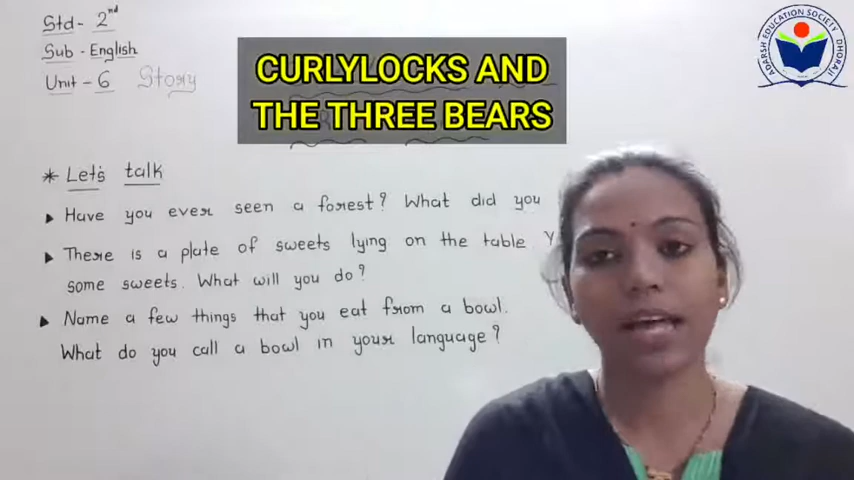 Std - 2nd
Sub - English
Unit - 6 Story
CURLYLOCKS AND
THE THREE BEARS
ADARSH EDUCATION SOCIETY DHORAJI
* Let's talk
Have you ever seen a forest? What did you
There is a plate of sweets lying on the table. Y
some sweets. What will you do?
Name a few things that you eat from a bowl.
What do you call a bowl in your language?